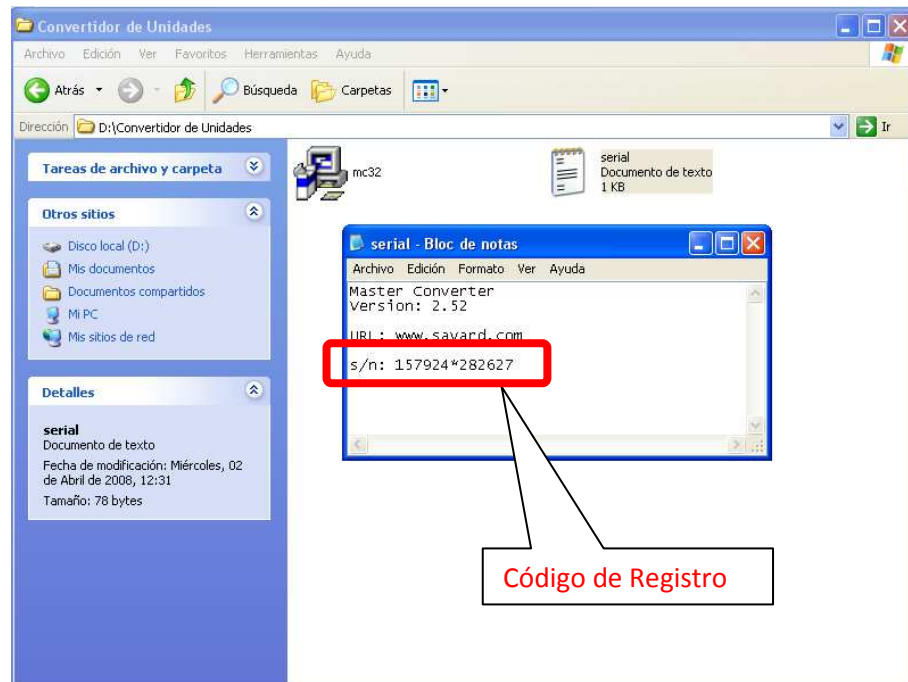 Convertidor de Unidades
Archivo Edición Ver Favoritos Herramientas Ayuda
Atrás Búsqueda Carpetas
Dirección D:\Convertidor de Unidades Ir
Tareas de archivo y carpeta
Otros sitios
Disco local (D:)
Mis documentos
Documentos compartidos
Mi PC
Mis sitios de red
Detalles
serial
Documento de texto
Fecha de modificación: Miércoles, 02
de Abril de 2008, 12:31
Tamaño: 78 bytes
mc32
serial
Documento de texto
1 KB
serial - Bloc de notas
Archivo Edición Formato Ver Ayuda
Master Converter
Version: 2.52
URL: www.savard.com
s/n: 157924*282627
Código de Registro